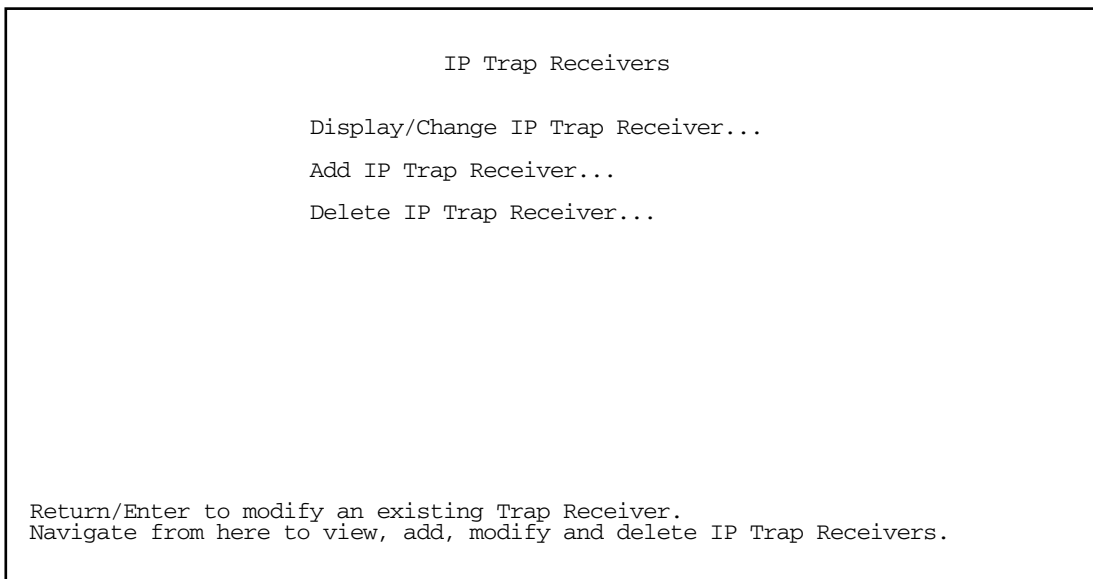 IP Trap Receivers
Display/Change IP Trap Receiver...
Add IP Trap Receiver...
Delete IP Trap Receiver...
Return/Enter to modify an existing Trap Receiver.
Navigate from here to view, add, modify and delete IP Trap Receivers.